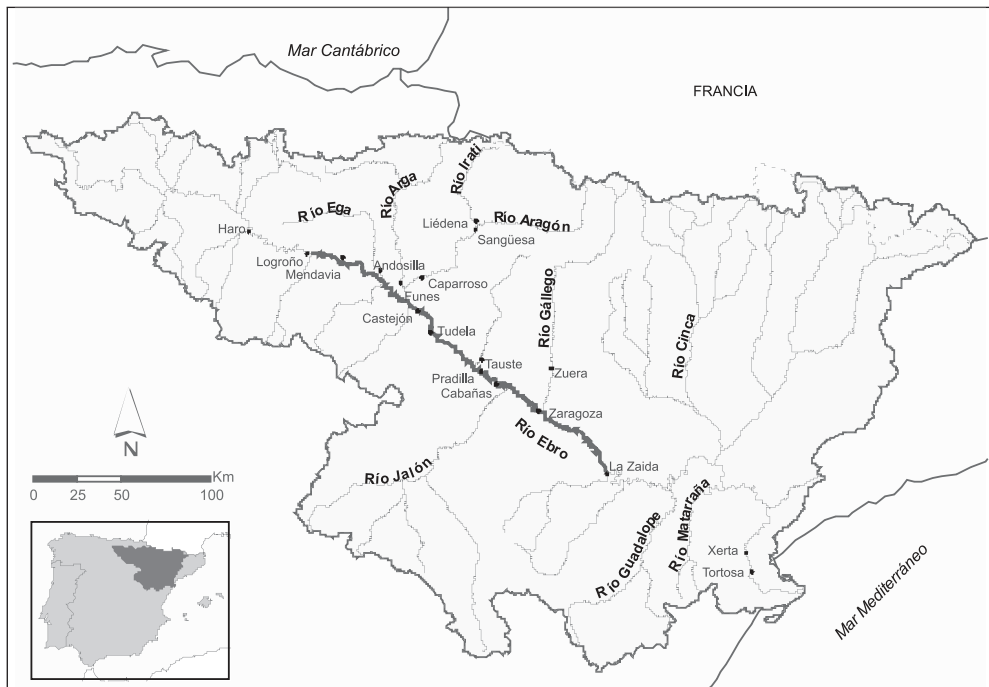 Mar Cantábrico
FRANCIA
Río Irati
Río Arga
Río Ega
Río Aragón
Liédena
Sangüesa
Haro
Logroño
Mendavia
Andosilla
Caparroso
Funes
Castejón
Tudela
Río Gállego
Río Cinca
Tauste
Pradilla
Cabañas
Zuera
Zaragoza
Río Ebro
Río Jalón
La Zaida
Río Guadalope
Río Matarraña
Xerta
Tortosa
Mar Mediterráneo
N
Km
0 25 50 100